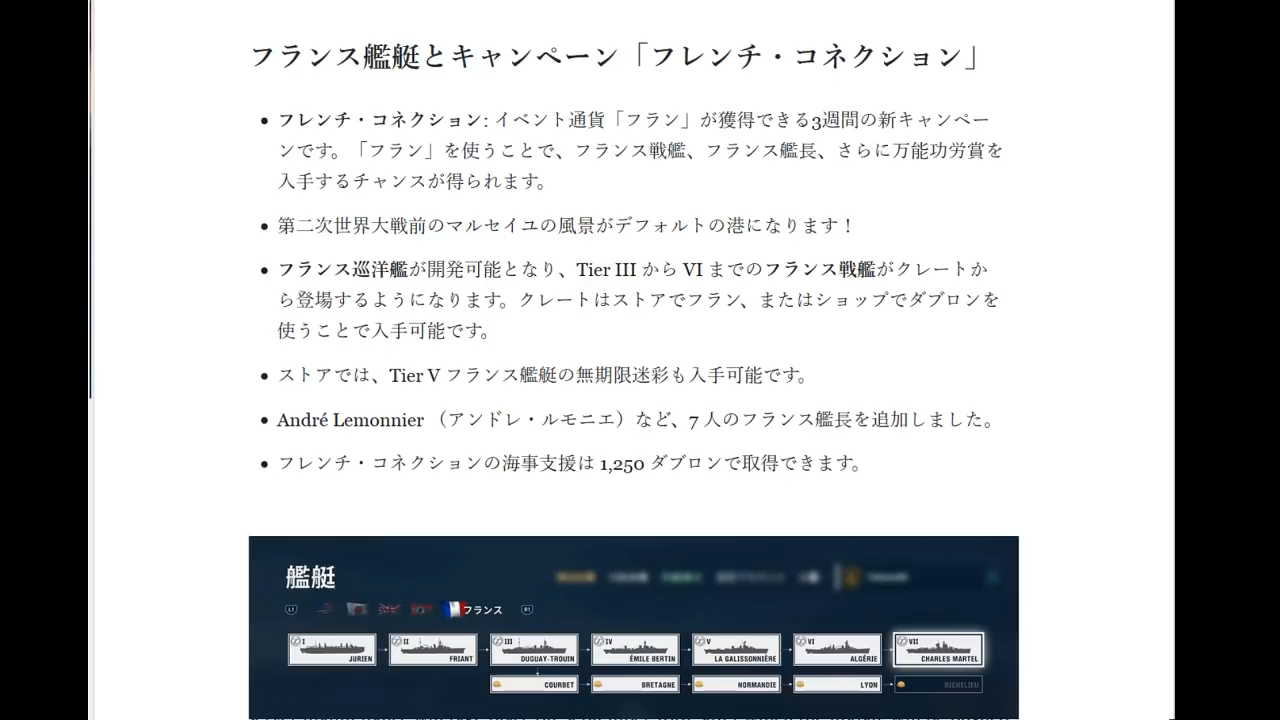 フランス艦艇とキャンペーン「フレンチ・コネクション」
フレンチ・コネクション: イベント通貨「フラン」が獲得できる3週間の新キャンペー
ンです。「フラン」を使うことで、フランス戦艦、フランス艦長、さらに万能功労賞を
入手するチャンスが得られます。
第二次世界大戦前のマルセイユの風景がデフォルトの港になります！
フランス巡洋艦が開発可能となり、Tier III から VI までのフランス戦艦がクレートか
ら登場するようになります。クレートはストアでフラン、またはショップでダブロンを
使うことで入手可能です。
ストアでは、Tier V フランス艦艇の無期限迷彩も入手可能です。
André Lemonnier （アンドレ・ルモニエ）など、7 人のフランス艦長を追加しました。
フレンチ・コネクションの海事支援は 1,250 ダブロンで取得できます。
艦艇
L1 フランス R1
I II III IV V VI VII
JURIEN FRIANT DUGUAY-TROUIN ÉMILE BERTIN LA GALISSONNIÈRE ALGÉRIE CHARLES MARTEL
COURBET BRETAGNE NORMANDIE LYON RICHELIEU